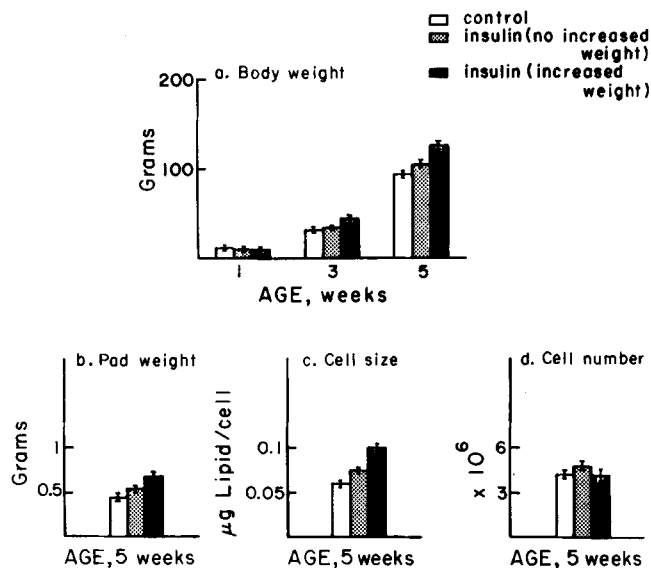 control
insulin (no increased
weight)
insulin (increased
weight)
a. Body weight
200
100
Grams
1 3 5
AGE, weeks
b. Pad weight
1
0.5
Grams
AGE, 5 weeks
c. Cell size
0.1
0.05
µg Lipid/cell
AGE, 5 weeks
d. Cell number
6
3
x 10^6
AGE, 5 weeks